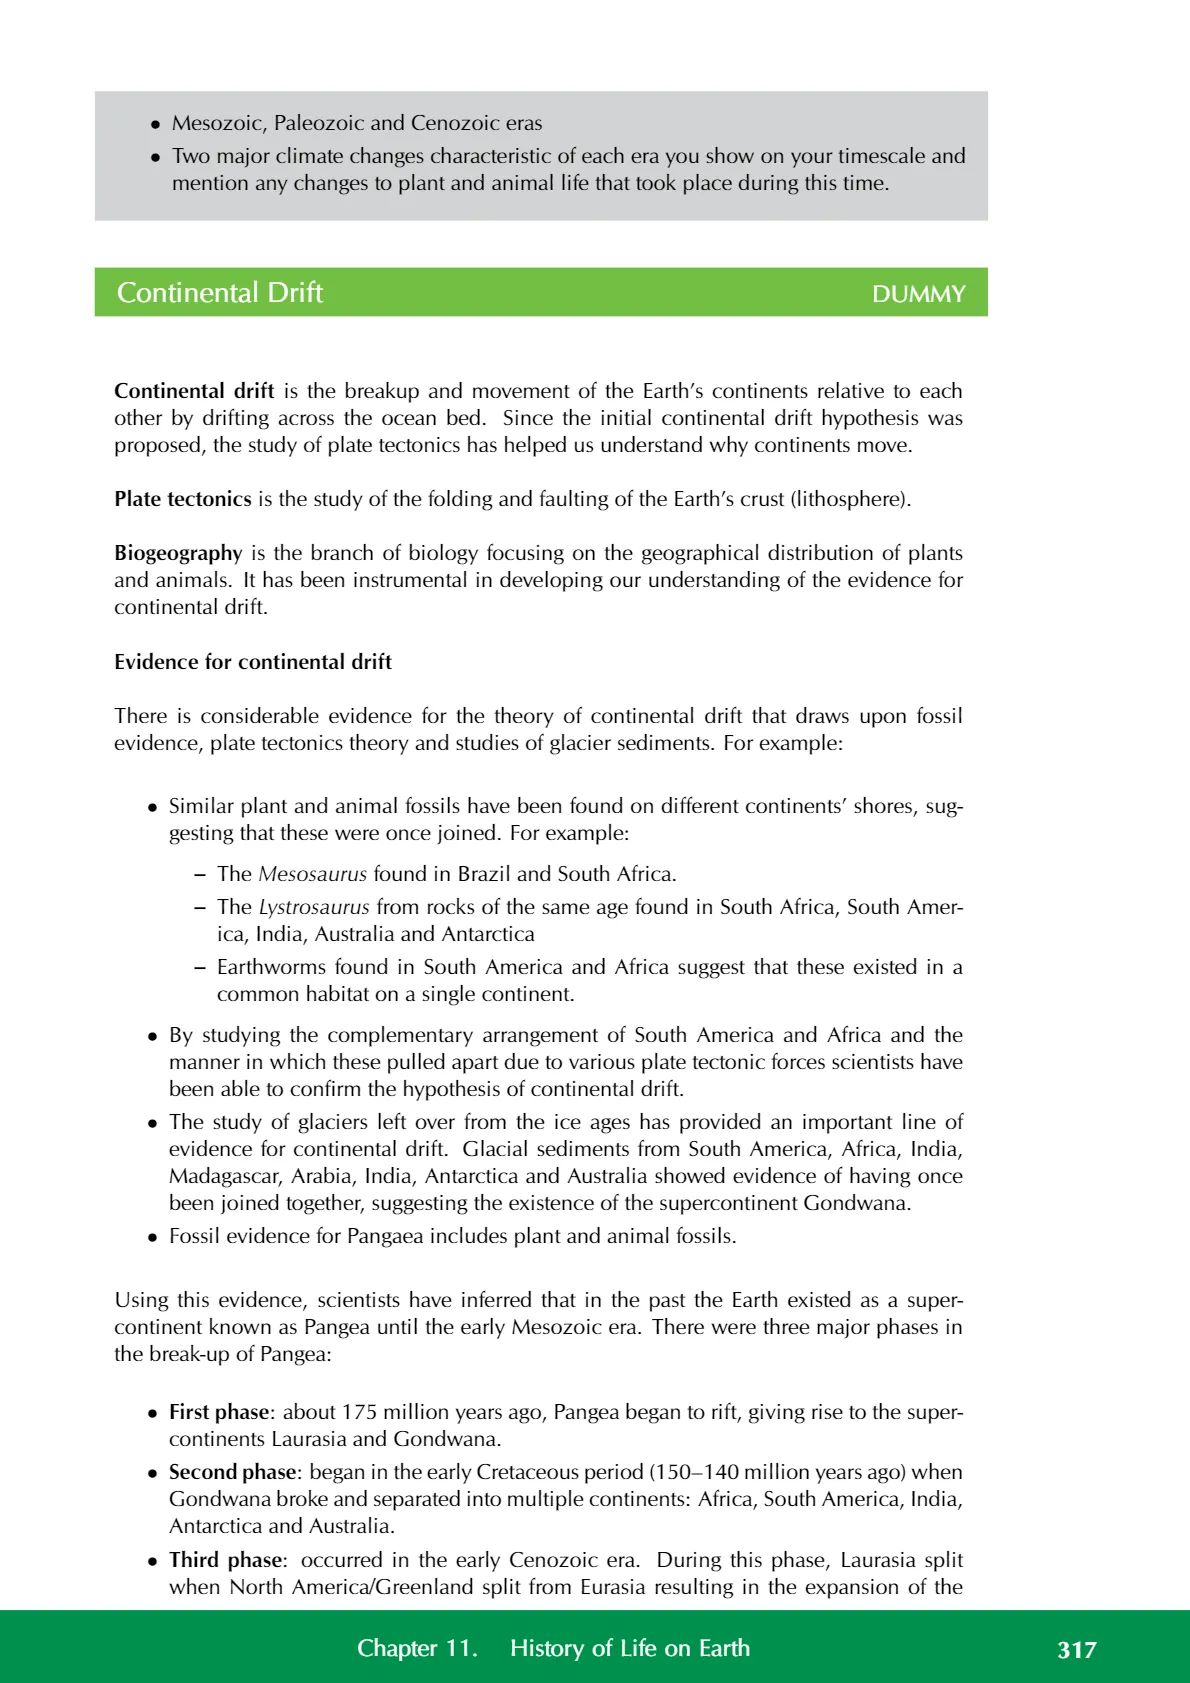 • Mesozoic, Paleozoic and Cenozoic eras
• Two major climate changes characteristic of each era you show on your timescale and
mention any changes to plant and animal life that took place during this time.
Continental Drift DUMMY
Continental drift is the breakup and movement of the Earth’s continents relative to each
other by drifting across the ocean bed. Since the initial continental drift hypothesis was
proposed, the study of plate tectonics has helped us understand why continents move.
Plate tectonics is the study of the folding and faulting of the Earth’s crust (lithosphere).
Biogeography is the branch of biology focusing on the geographical distribution of plants
and animals. It has been instrumental in developing our understanding of the evidence for
continental drift.
Evidence for continental drift
There is considerable evidence for the theory of continental drift that draws upon fossil
evidence, plate tectonics theory and studies of glacier sediments. For example:
• Similar plant and animal fossils have been found on different continents’ shores, sug-
gesting that these were once joined. For example:
– The Mesosaurus found in Brazil and South Africa.
– The Lystrosaurus from rocks of the same age found in South Africa, South Amer-
ica, India, Australia and Antarctica
– Earthworms found in South America and Africa suggest that these existed in a
common habitat on a single continent.
• By studying the complementary arrangement of South America and Africa and the
manner in which these pulled apart due to various plate tectonic forces scientists have
been able to confirm the hypothesis of continental drift.
• The study of glaciers left over from the ice ages has provided an important line of
evidence for continental drift. Glacial sediments from South America, Africa, India,
Madagascar, Arabia, India, Antarctica and Australia showed evidence of having once
been joined together, suggesting the existence of the supercontinent Gondwana.
• Fossil evidence for Pangaea includes plant and animal fossils.
Using this evidence, scientists have inferred that in the past the Earth existed as a super-
continent known as Pangea until the early Mesozoic era. There were three major phases in
the break-up of Pangea:
• First phase: about 175 million years ago, Pangea began to rift, giving rise to the super-
continents Laurasia and Gondwana.
• Second phase: began in the early Cretaceous period (150–140 million years ago) when
Gondwana broke and separated into multiple continents: Africa, South America, India,
Antarctica and Australia.
• Third phase: occurred in the early Cenozoic era. During this phase, Laurasia split
when North America/Greenland split from Eurasia resulting in the expansion of the
Chapter 11. History of Life on Earth 317